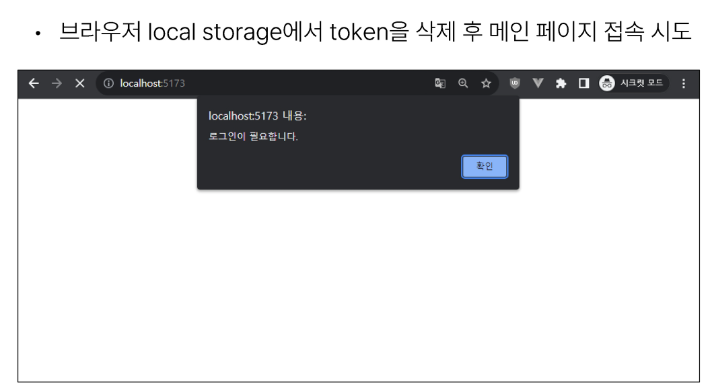 • 브라우저 local storage에서 token을 삭제 후 메인 페이지 접속 시도
localhost:5173
시크릿 모드
localhost:5173 내용:
로그인이 필요합니다.
확인